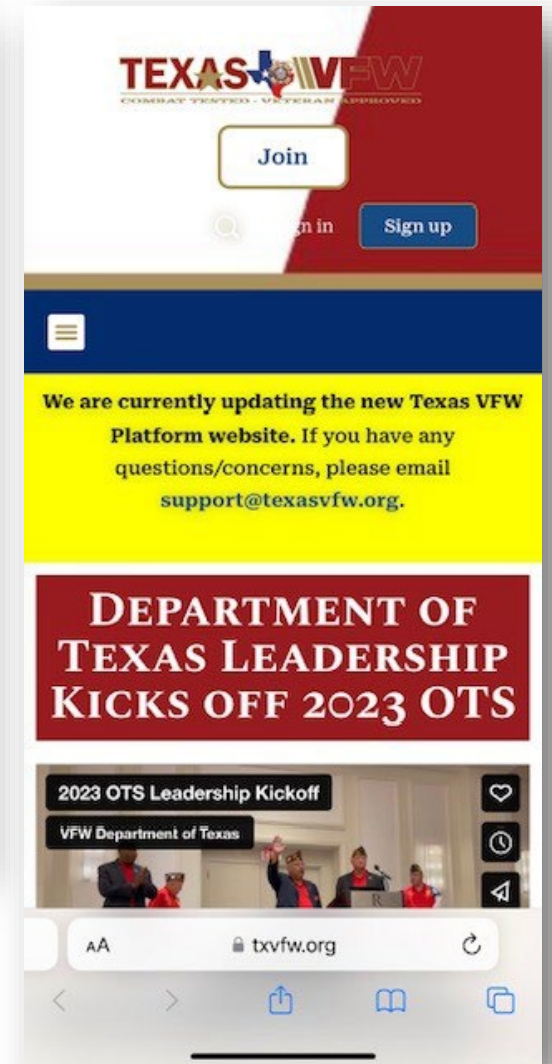 TEXAS VFW
COMBAT TESTED - VETERAN APPROVED
Join
Sign up
We are currently updating the new Texas VFW
Platform website. If you have any
questions/concerns, please email
support@texasvfw.org.
DEPARTMENT OF
TEXAS LEADERSHIP
KICKS OFF 2023 OTS
2023 OTS Leadership Kickoff
VFW Department of Texas
R
AA
txvfw.org